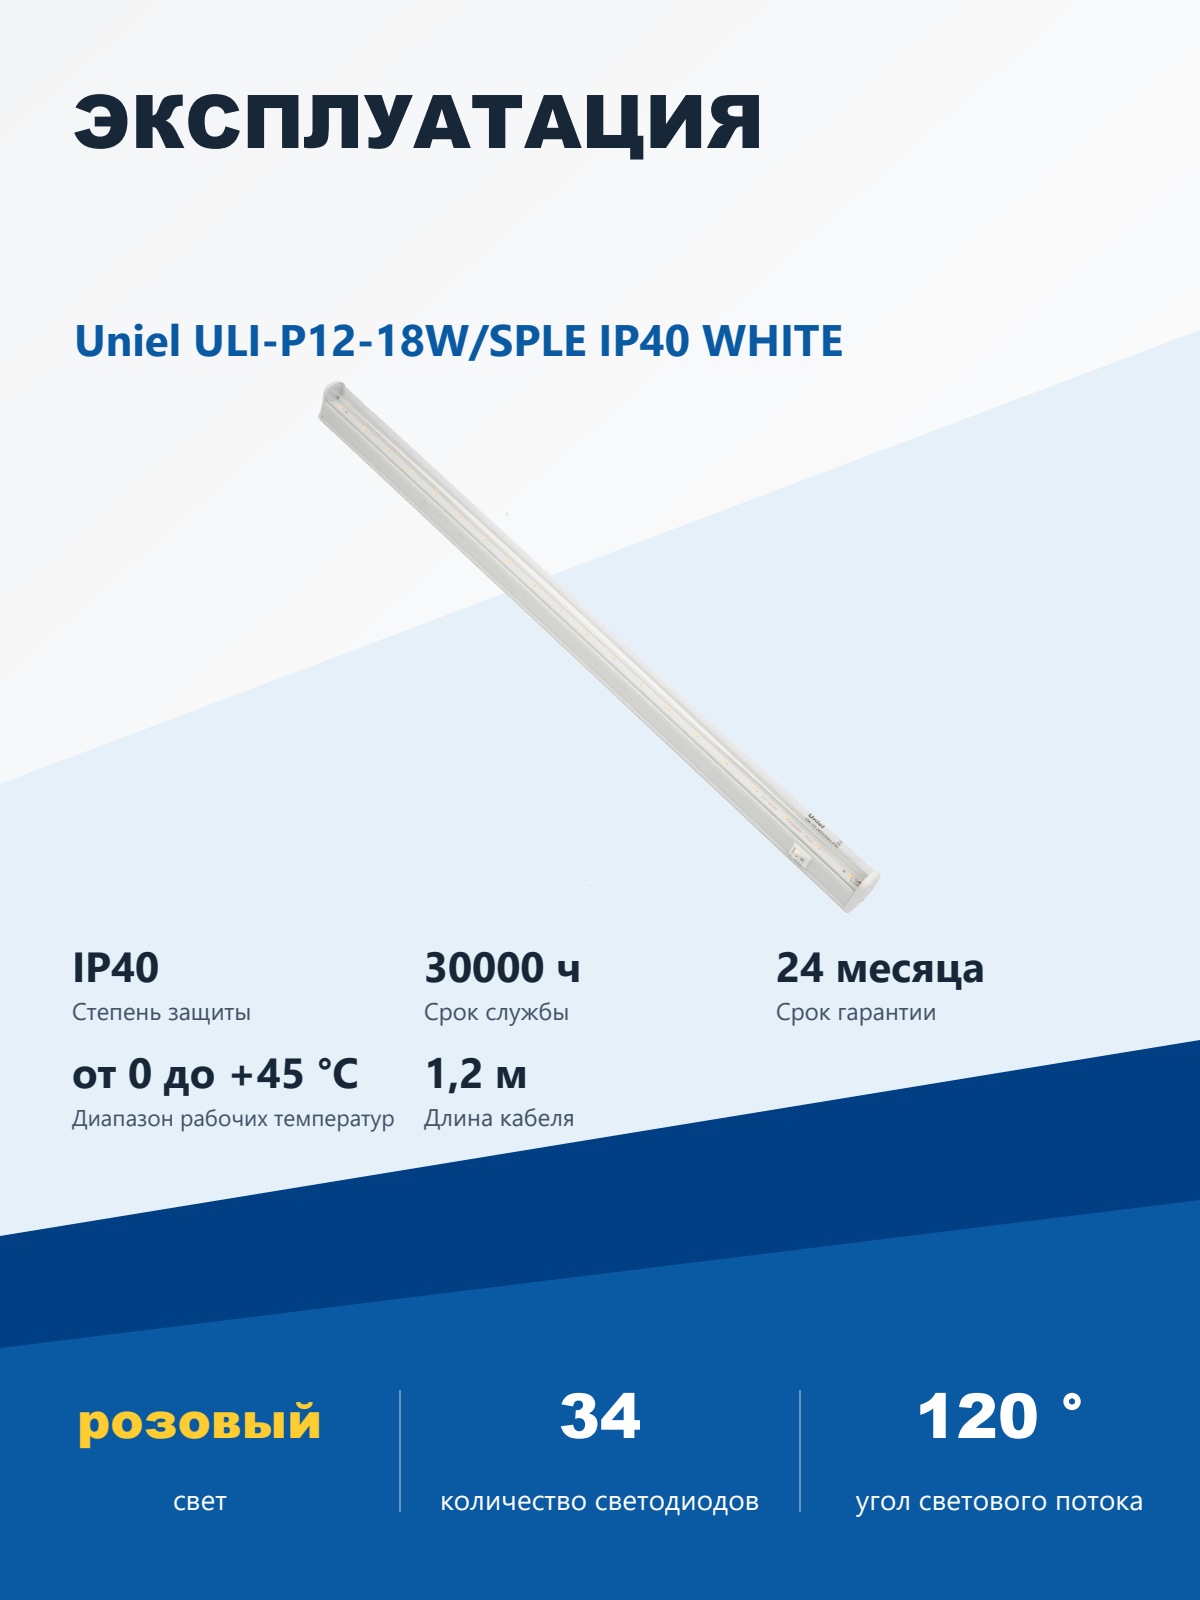 ЭКСПЛУАТАЦИЯ
Uniel ULI-P12-18W/SPLE IP40 WHITE
Uniel
IP40
Степень защиты
30000 ч
Срок службы
24 месяца
Срок гарантии
от 0 до +45 °C
Диапазон рабочих температур
1,2 м
Длина кабеля
розовый
свет
34
количество светодиодов
120 °
угол светового потока